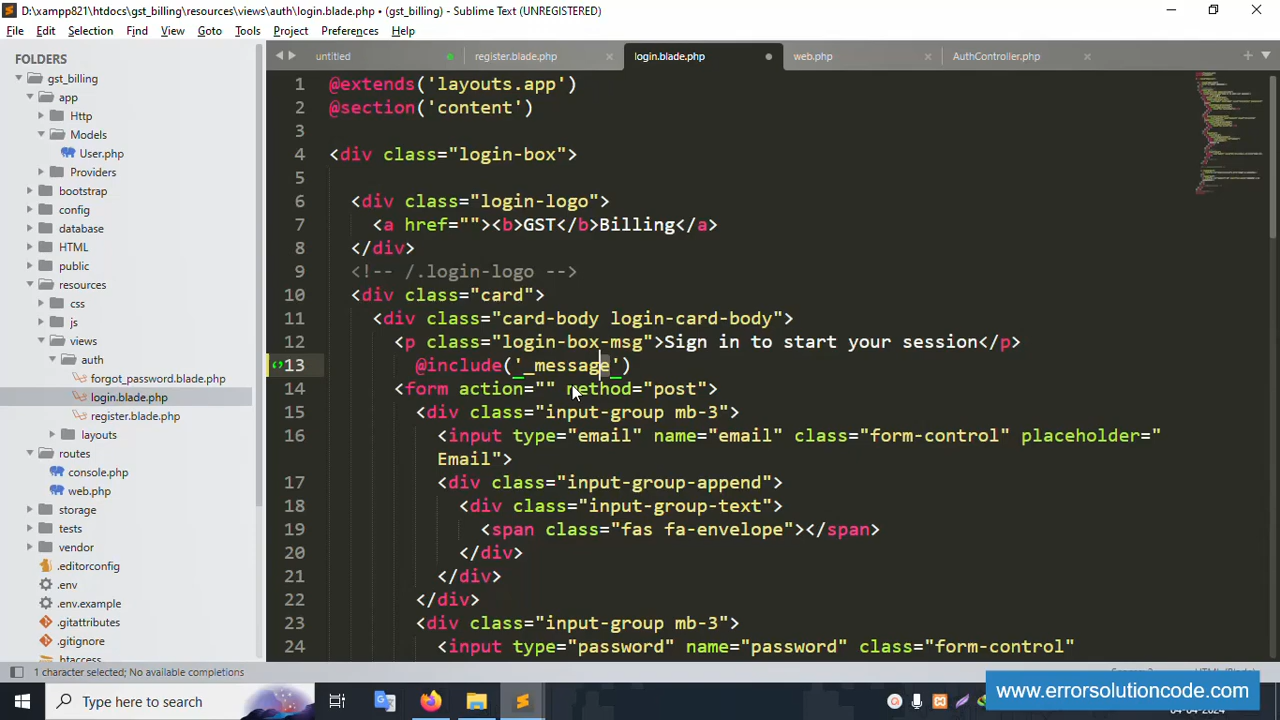 D:\xampp821\htdocs\gst_billing\resources\views\auth\login.blade.php • (gst_billing) - Sublime Text (UNREGISTERED)
File Edit Selection Find View Goto Tools Project Preferences Help
FOLDERS
gst_billing
app
Http
Models
User.php
Providers
bootstrap
config
database
HTML
public
resources
css
js
views
auth
forgot_password.blade.php
login.blade.php
register.blade.php
layouts
routes
console.php
web.php
storage
tests
vendor
.editorconfig
.env
.env.example
.gitattributes
.gitignore
.htaccess
untitled register.blade.php login.blade.php web.php AuthController.php
1 @extends('layouts.app')
2 @section('content')
3
4 <div class="login-box">
5
6 <div class="login-logo">
7 <a href=""><b>GST</b>Billing</a>
8 </div>
9 <!-- /.login-logo -->
10 <div class="card">
11 <div class="card-body login-card-body">
12 <p class="login-box-msg">Sign in to start your session</p>
13 @include('_message')
14 <form action="" method="post">
15 <div class="input-group mb-3">
16 <input type="email" name="email" class="form-control" placeholder="
Email">
17 <div class="input-group-append">
18 <div class="input-group-text">
19 <span class="fas fa-envelope"></span>
20 </div>
21 </div>
22 </div>
23 <div class="input-group mb-3">
24 <input type="password" name="password" class="form-control"
1 character selected; No available completions
Type here to search
www.errorsolutioncode.com
04-04-2024